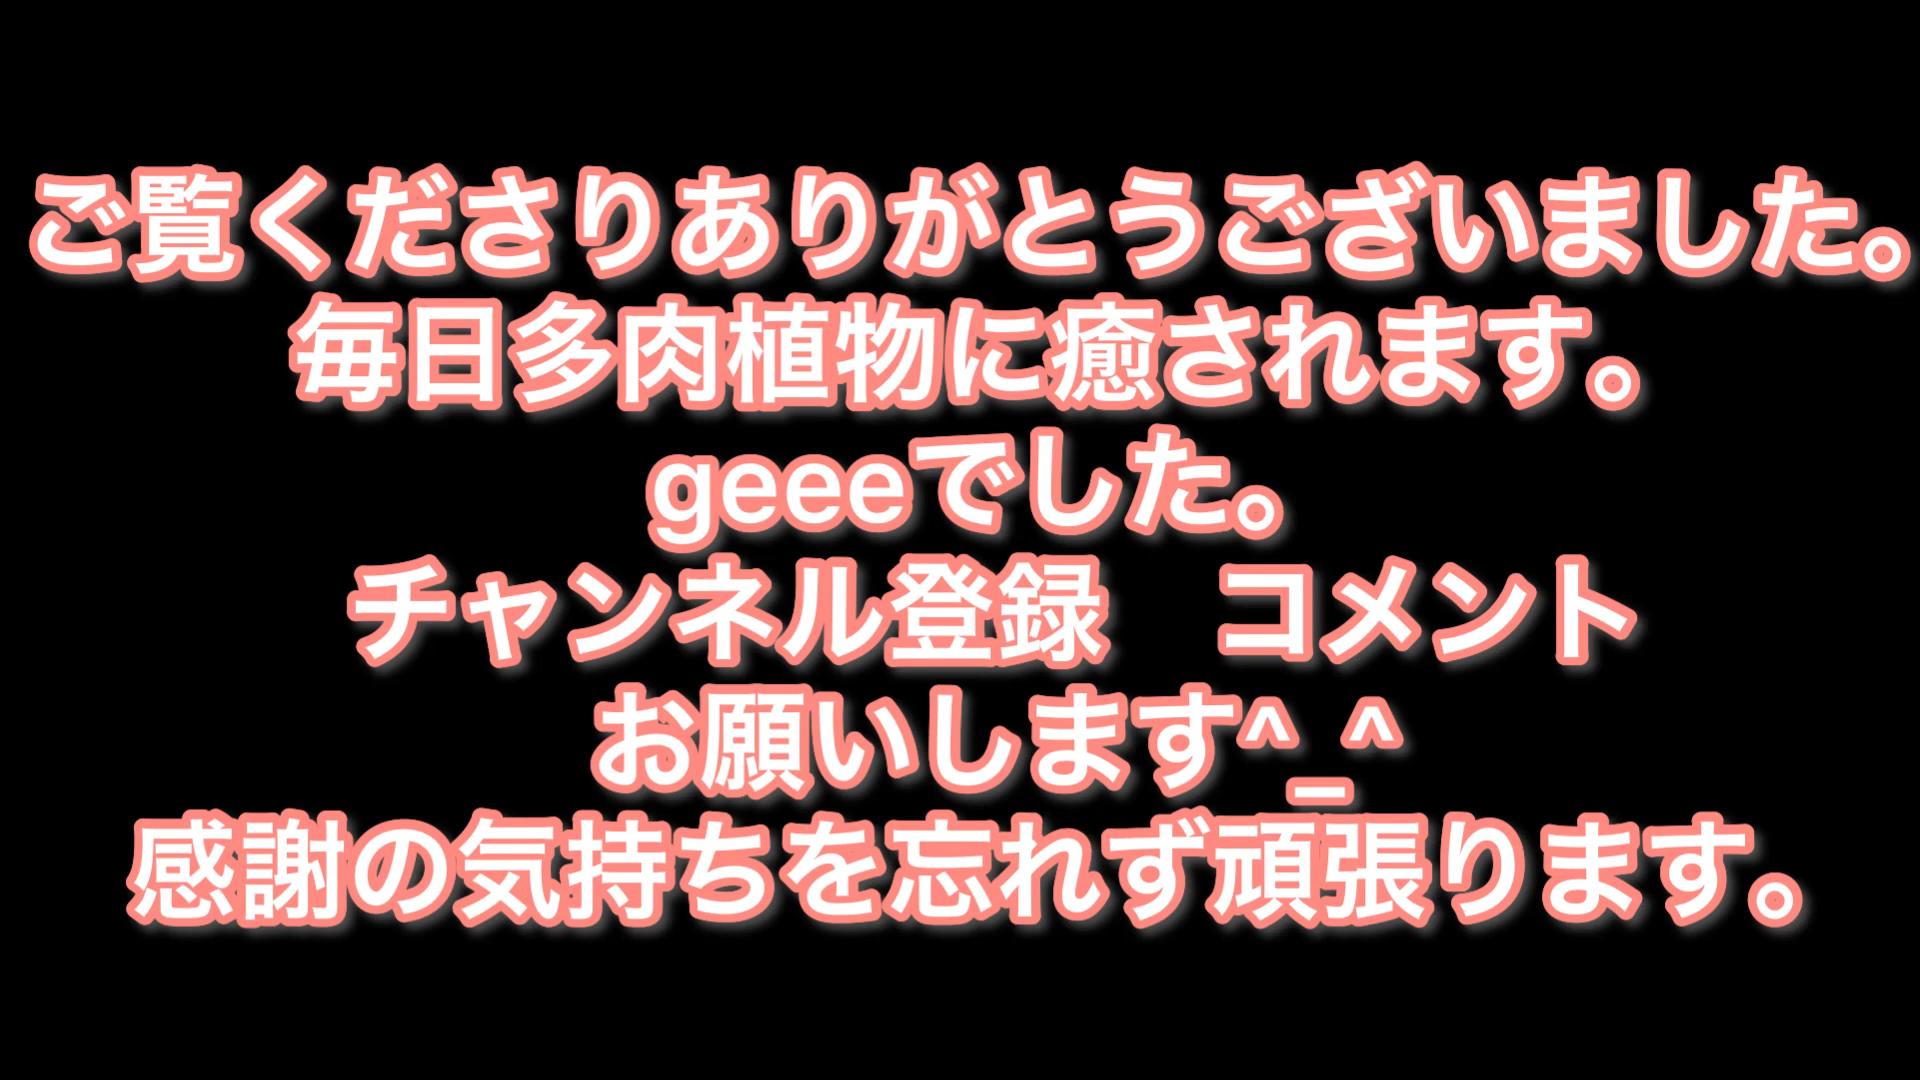 ご覧くださりありがとうございました。
毎日多肉植物に癒されます。
geeeでした。
チャンネル登録　コメント
お願いします^_^
感謝の気持ちを忘れず頑張ります。